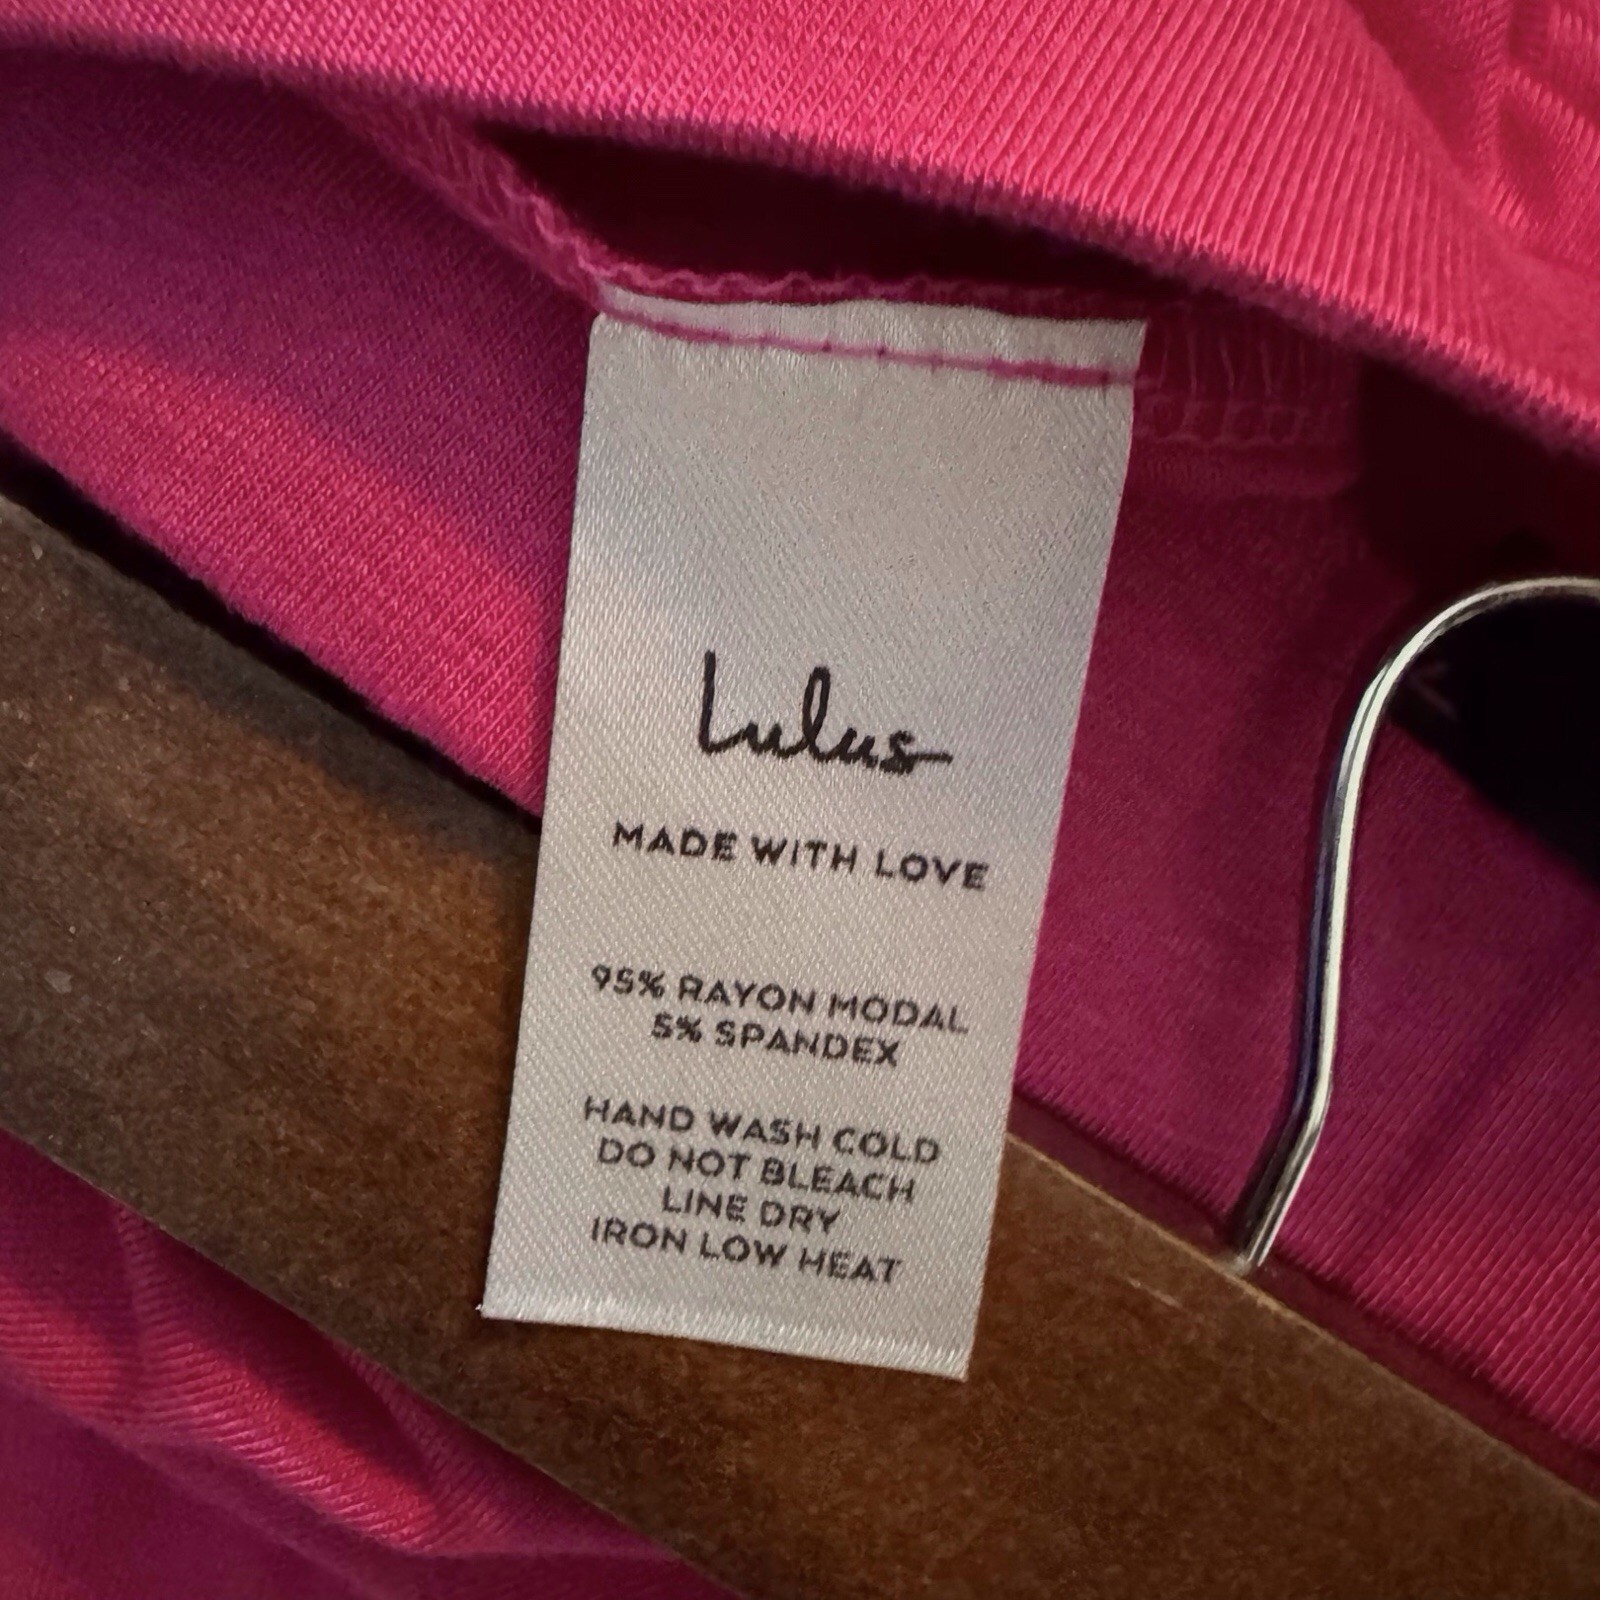 Lulus
MADE WITH LOVE
95% RAYON MODAL
5% SPANDEX
HAND WASH COLD
DO NOT BLEACH
LINE DRY
IRON LOW HEAT